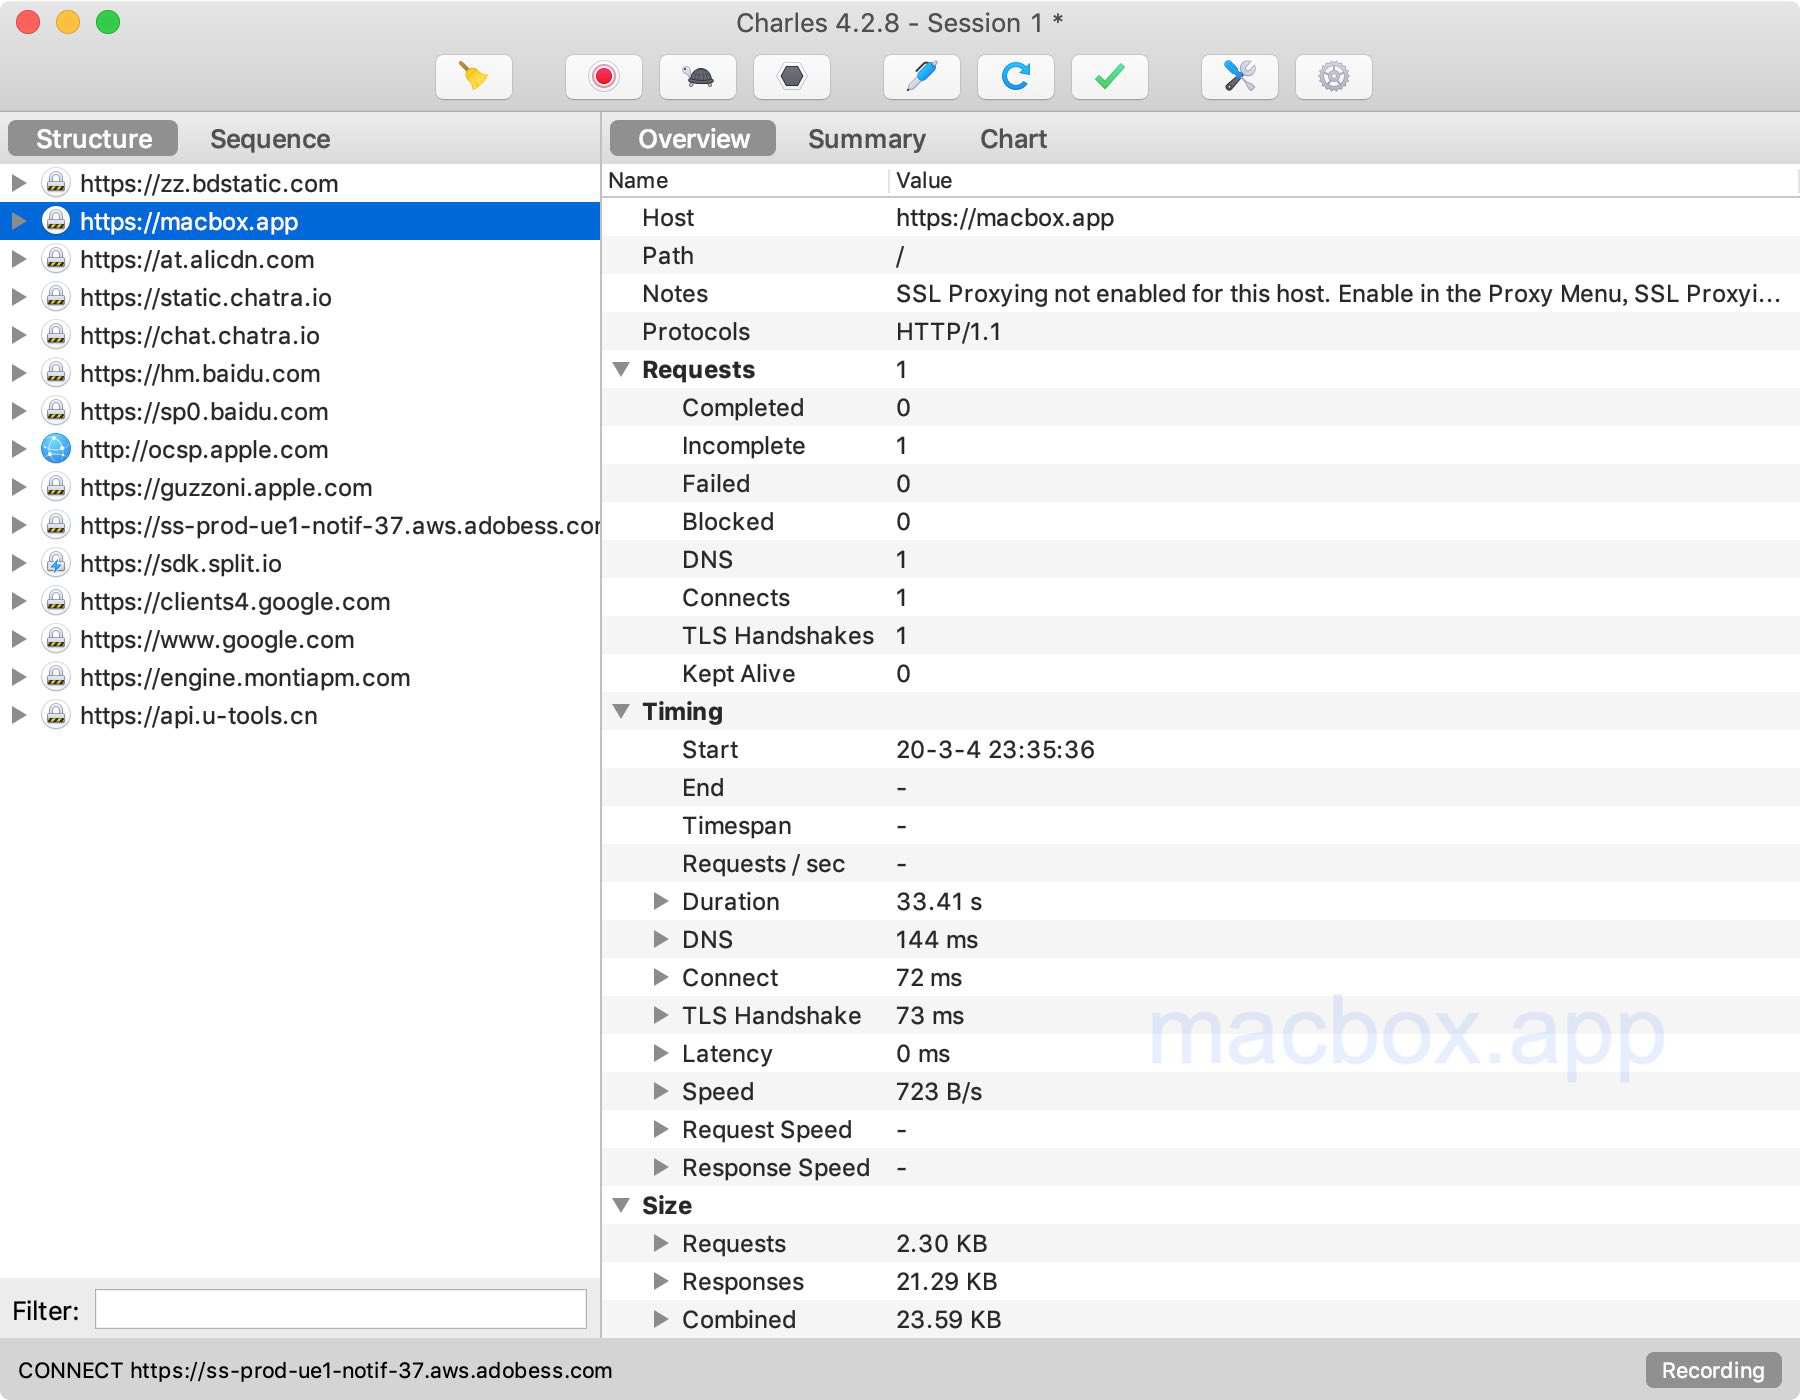 Charles 4.2.8 - Session 1 *
Structure Sequence
Overview Summary Chart
https://zz.bdstatic.com
https://macbox.app
https://at.alicdn.com
https://static.chatra.io
https://chat.chatra.io
https://hm.baidu.com
https://sp0.baidu.com
http://ocsp.apple.com
https://guzzoni.apple.com
https://ss-prod-ue1-notif-37.aws.adobess.com
https://sdk.split.io
https://clients4.google.com
https://www.google.com
https://engine.montiapm.com
https://api.u-tools.cn
Filter:
Name Value
Host https://macbox.app
Path /
Notes SSL Proxying not enabled for this host. Enable in the Proxy Menu, SSL Proxyi...
Protocols HTTP/1.1
Requests 1
Completed 0
Incomplete 1
Failed 0
Blocked 0
DNS 1
Connects 1
TLS Handshakes 1
Kept Alive 0
Timing
Start 20-3-4 23:35:36
End -
Timespan -
Requests / sec -
Duration 33.41 s
DNS 144 ms
Connect 72 ms
TLS Handshake 73 ms
Latency 0 ms
Speed 723 B/s
Request Speed -
Response Speed -
Size
Requests 2.30 KB
Responses 21.29 KB
Combined 23.59 KB
macbox.app
CONNECT https://ss-prod-ue1-notif-37.aws.adobess.com
Recording